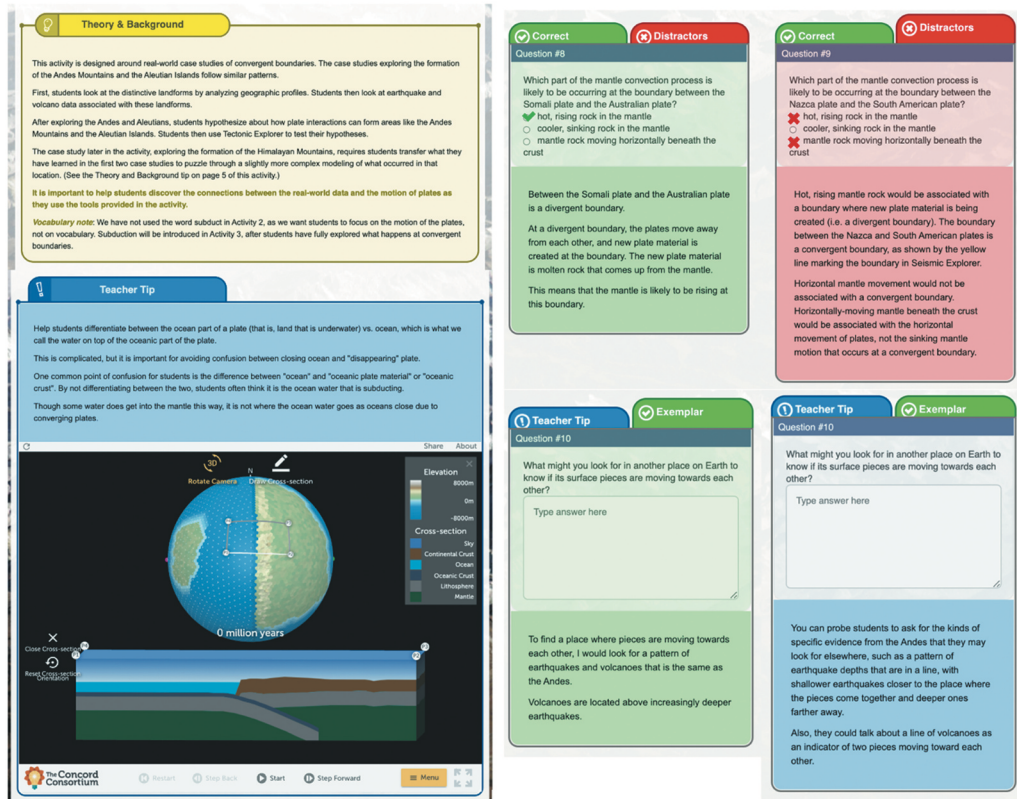 Theory & Background
This activity is designed around real-world case studies of convergent boundaries. The case studies exploring the formation
of the Andes Mountains and the Aleutian Islands follow similar patterns.
First, students look at the distinctive landforms by analyzing geographic profiles. Students then look at earthquake and
volcano data associated with these landforms.
After exploring the Andes and Aleutians, students hypothesize about how plate interactions can form areas like the Andes
Mountains and the Aleutian Islands. Students then use Tectonic Explorer to test their hypotheses.
The case study later in the activity, exploring the formation of the Himalayan Mountains, requires students transfer what they
have learned in the first two case studies to puzzle through a slightly more complex modeling of what occurred in that
location. (See the Theory and Background tip on page 5 of this activity.)
It is important to help students discover the connections between the real-world data and the motion of plates as
they use the tools provided in the activity.
Vocabulary note: We have not used the word subduct in Activity 2, as we want students to focus on the motion of the plates,
not on vocabulary. Subduction will be introduced in Activity 3, after students have fully explored what happens at convergent
boundaries.
Teacher Tip
Help students differentiate between the ocean part of a plate (that is, land that is underwater) vs. ocean, which is what we
call the water on top of the oceanic part of the plate.
This is complicated, but it is important for avoiding confusion between closing ocean and "disappearing" plate.
One common point of confusion for students is the difference between "ocean" and "oceanic plate material" or "oceanic
crust". By not differentiating between the two, students often think it is the ocean water that is subducting.
Though some water does get into the mantle this way, it is not where the ocean water goes as oceans close due to
converging plates.
Share About
3D
Rotate Camera
N
Draw Cross-section
Elevation
8000m
0m
-8000m
Cross-section
Sky
Continental Crust
Ocean
Oceanic Crust
Lithosphere
Mantle
0 million years
Close Cross-section
Reset Cross-section
Orientation
P1
P4
P2
P3
The Concord
Consortium
Restart
Step Back
Start
Step Forward
Menu
Correct
Distractors
Question #8
Which part of the mantle convection process is
likely to be occurring at the boundary between the
Somali plate and the Australian plate?
hot, rising rock in the mantle
cooler, sinking rock in the mantle
mantle rock moving horizontally beneath the
crust
Between the Somali plate and the Australian plate
is a divergent boundary.
At a divergent boundary, the plates move away
from each other, and new plate material is
created at the boundary. The new plate material
is molten rock that comes up from the mantle.
This means that the mantle is likely to be rising at
this boundary.
Correct
Distractors
Question #9
Which part of the mantle convection process is
likely to be occurring at the boundary between the
Nazca plate and the South American plate?
hot, rising rock in the mantle
cooler, sinking rock in the mantle
mantle rock moving horizontally beneath the
crust
Hot, rising mantle rock would be associated with
a boundary where new plate material is being
created (i.e. a divergent boundary). The boundary
between the Nazca and South American plates is
a convergent boundary, as shown by the yellow
line marking the boundary in Seismic Explorer.
Horizontal mantle movement would not be
associated with a convergent boundary.
Horizontally-moving mantle beneath the crust
would be associated with the horizontal
movement of plates, not the sinking mantle
motion that occurs at a convergent boundary.
Teacher Tip
Exemplar
Question #10
What might you look for in another place on Earth to
know if its surface pieces are moving towards each
other?
Type answer here
To find a place where pieces are moving towards
each other, I would look for a pattern of
earthquakes and volcanoes that is the same as
the Andes.
Volcanoes are located above increasingly deeper
earthquakes.
Teacher Tip
Exemplar
Question #10
What might you look for in another place on Earth to
know if its surface pieces are moving towards each
other?
Type answer here
You can probe students to ask for the kinds of
specific evidence from the Andes that they may
look for elsewhere, such as a pattern of
earthquake depths that are in a line, with
shallower earthquakes closer to the place where
the pieces come together and deeper ones
farther away.
Also, they could talk about a line of volcanoes as
an indicator of two pieces moving toward each
other.